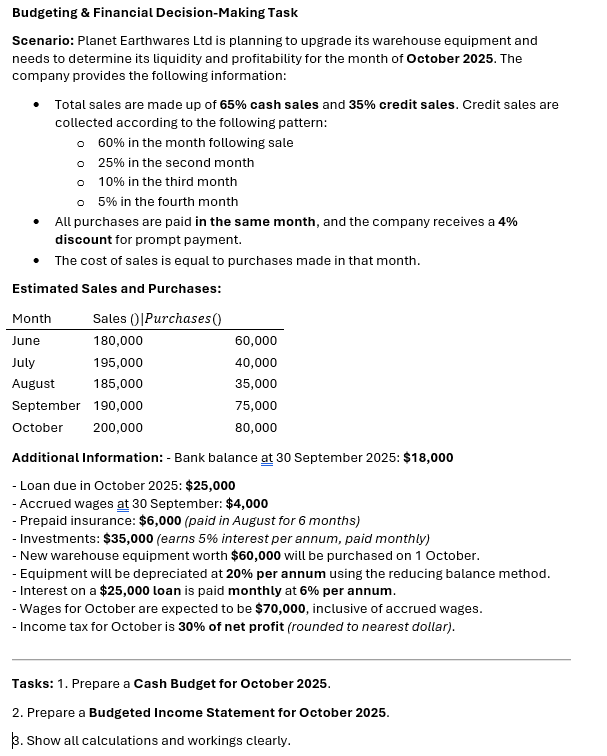 Budgeting & Financial Decision-Making Task
Scenario: Planet Earthwares Ltd is planning to upgrade its warehouse equipment and
needs to determine its liquidity and profitability for the month of October 2025. The
company provides the following information:
• Total sales are made up of 65% cash sales and 35% credit sales. Credit sales are
collected according to the following pattern:
o 60% in the month following sale
o 25% in the second month
o 10% in the third month
o 5% in the fourth month
• All purchases are paid in the same month, and the company receives a 4%
discount for prompt payment.
• The cost of sales is equal to purchases made in that month.
Estimated Sales and Purchases:
Month Sales ()|Purchases()
June 180,000 60,000
July 195,000 40,000
August 185,000 35,000
September 190,000 75,000
October 200,000 80,000
Additional Information: - Bank balance at 30 September 2025: $18,000
- Loan due in October 2025: $25,000
- Accrued wages at 30 September: $4,000
- Prepaid insurance: $6,000 (paid in August for 6 months)
- Investments: $35,000 (earns 5% interest per annum, paid monthly)
- New warehouse equipment worth $60,000 will be purchased on 1 October.
- Equipment will be depreciated at 20% per annum using the reducing balance method.
- Interest on a $25,000 loan is paid monthly at 6% per annum.
- Wages for October are expected to be $70,000, inclusive of accrued wages.
- Income tax for October is 30% of net profit (rounded to nearest dollar).
Tasks: 1. Prepare a Cash Budget for October 2025.
2. Prepare a Budgeted Income Statement for October 2025.
3. Show all calculations and workings clearly.